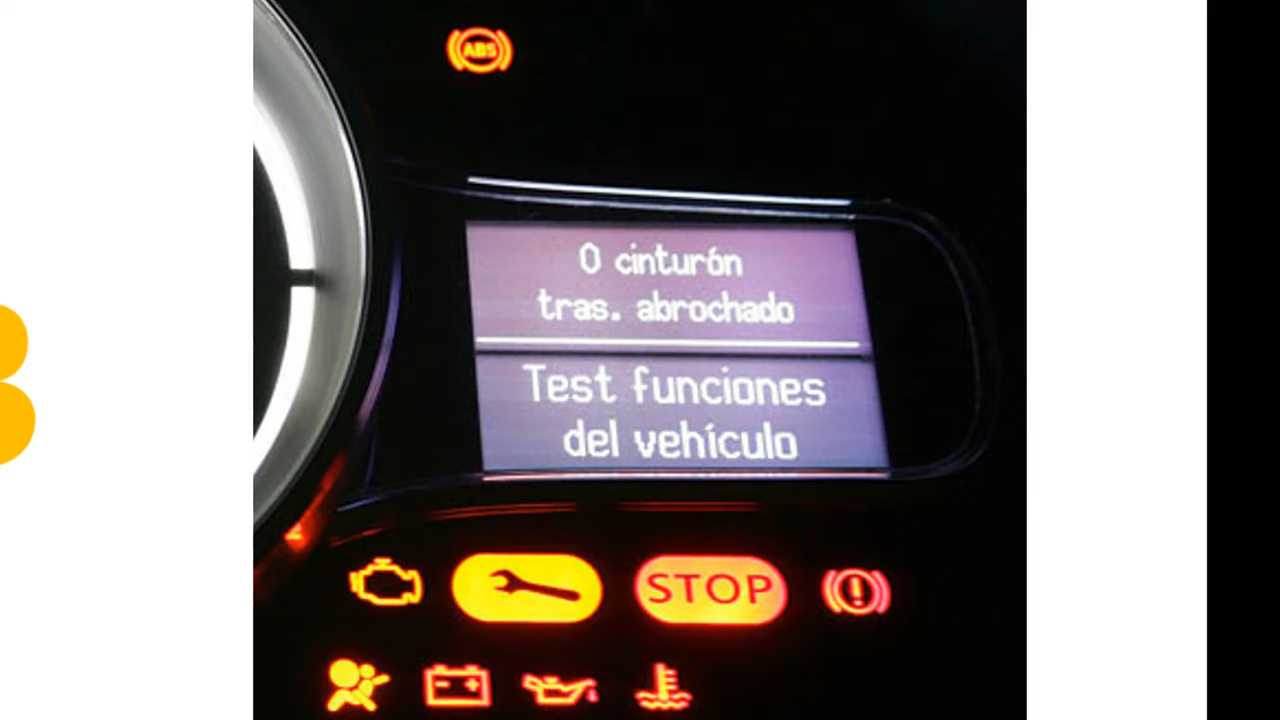 ABS
0 cinturón
tras. abrochado
Test funciones
del vehículo
STOP